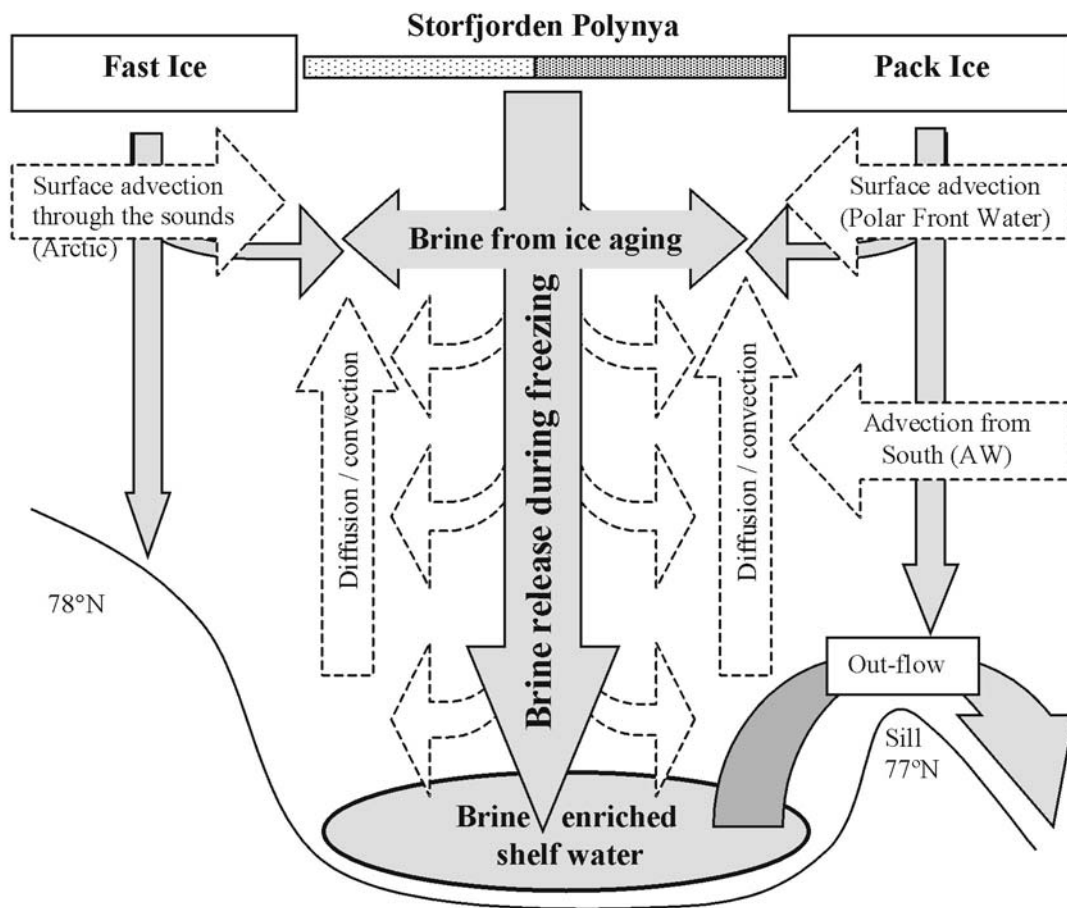 Storfjorden Polynya
Fast Ice
Pack Ice
Surface advection
through the sounds
(Arctic)
Surface advection
(Polar Front Water)
Brine from ice aging
Brine release during freezing
Diffusion / convection
Diffusion / convection
Advection from
South (AW)
78°N
Out-flow
Sill
77°N
Brine enriched
shelf water